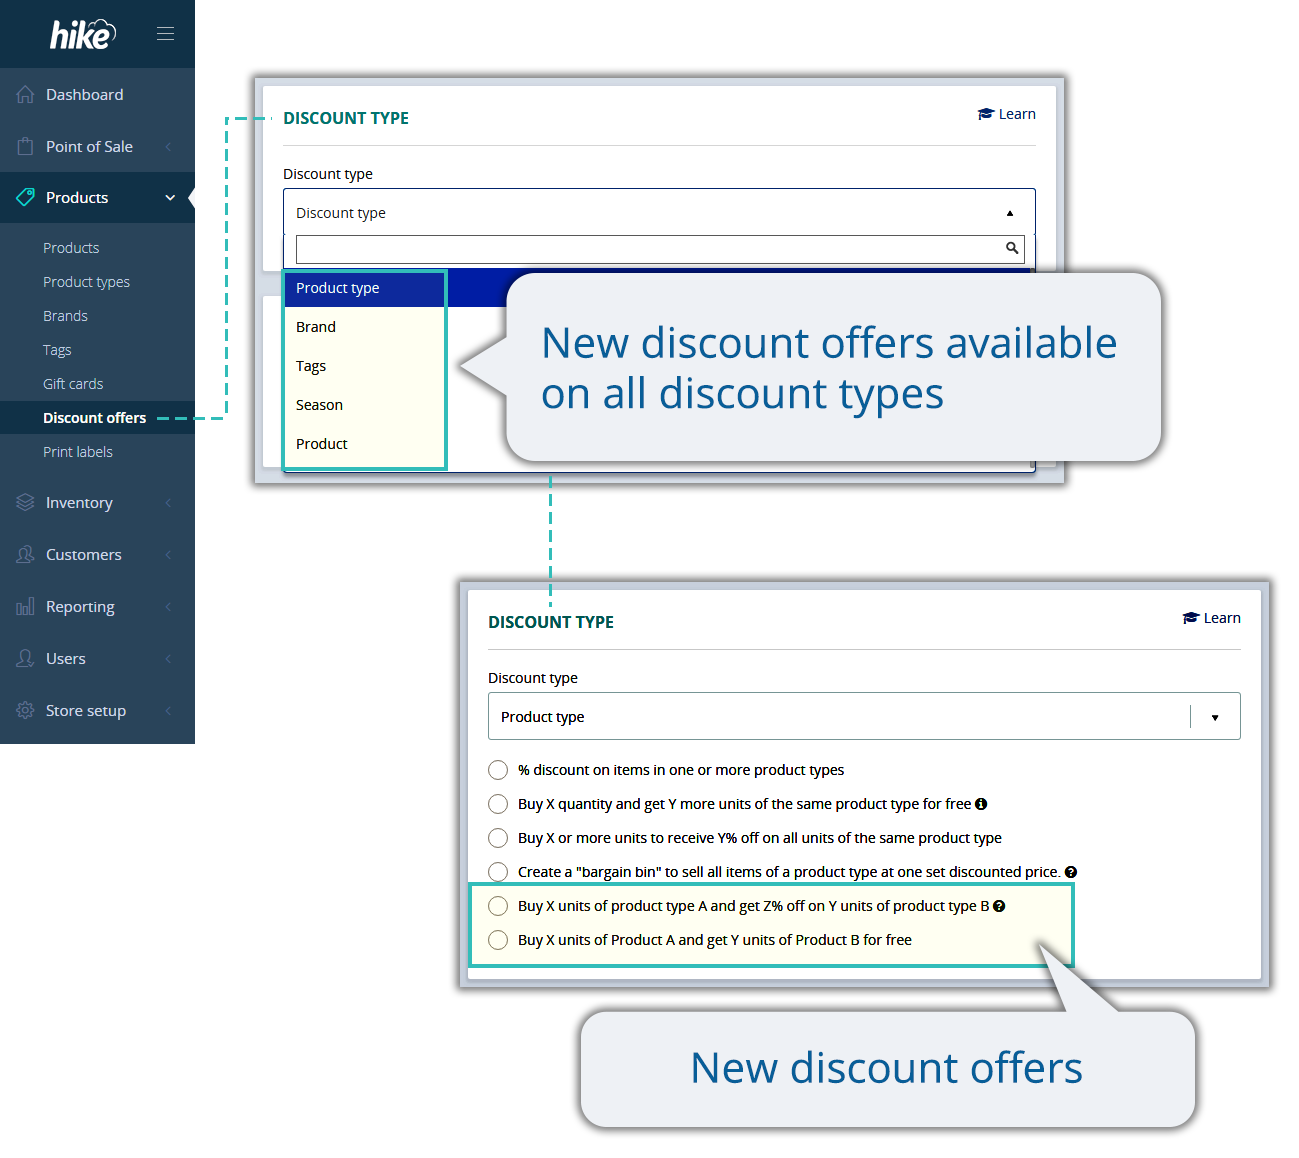 hike
Dashboard
Point of Sale
Products
Products
Product types
Brands
Tags
Gift cards
Discount offers
Print labels
Inventory
Customers
Reporting
Users
Store setup
DISCOUNT TYPE
Learn
Discount type
Discount type
Product type
Brand
Tags
Season
Product
New discount offers available
on all discount types
DISCOUNT TYPE
Learn
Discount type
Product type
% discount on items in one or more product types
Buy X quantity and get Y more units of the same product type for free
Buy X or more units to receive Y% off on all units of the same product type
Create a "bargain bin" to sell all items of a product type at one set discounted price.
Buy X units of product type A and get Z% off on Y units of product type B
Buy X units of Product A and get Y units of Product B for free
New discount offers